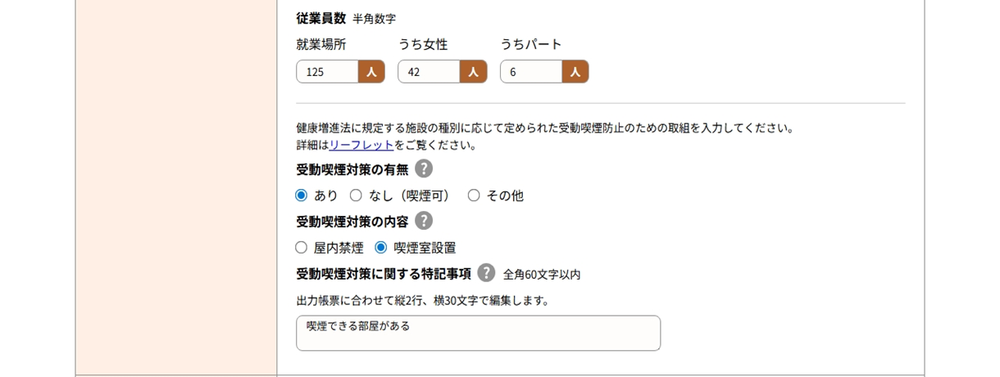 従業員数 半角数字
就業場所 うち女性 うちパート
125 人 42 人 6 人
健康増進法に規定する施設の種別に応じて定められた受動喫煙防止のための取組を入力してください。
詳細はリーフレットをご覧ください。
受動喫煙対策の有無 ?
あり なし（喫煙可） その他
受動喫煙対策の内容 ?
屋内禁煙 喫煙室設置
受動喫煙対策に関する特記事項 ? 全角60文字以内
出力帳票に合わせて縦2行、横30文字で編集します。
喫煙できる部屋がある